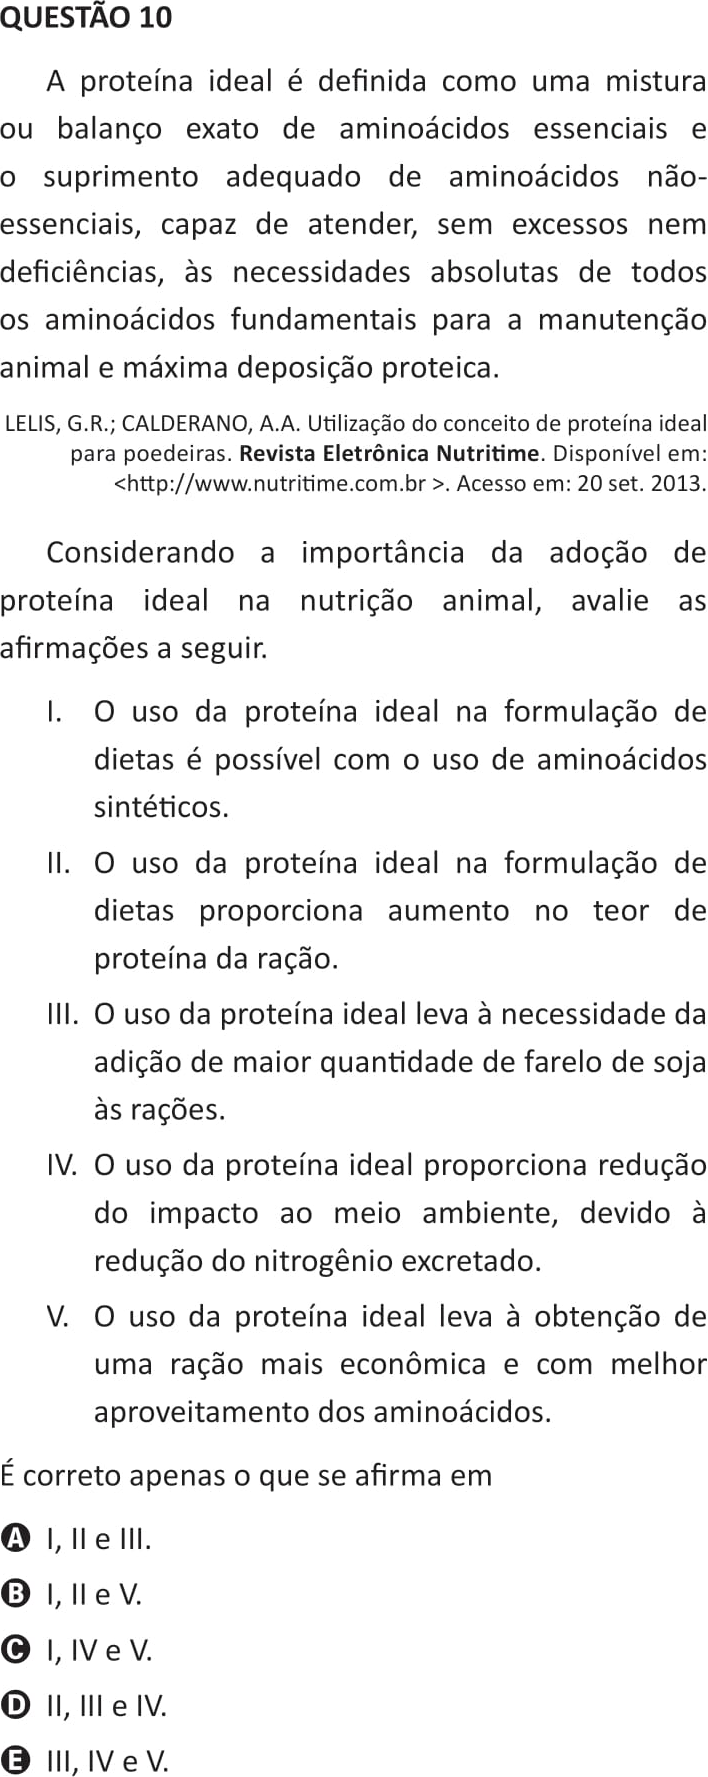 QUESTÃO 10
A proteína ideal é definida como uma mistura
ou balanço exato de aminoácidos essenciais e
o suprimento adequado de aminoácidos não-
essenciais, capaz de atender, sem excessos nem
deficiências, às necessidades absolutas de todos
os aminoácidos fundamentais para a manutenção
animal e máxima deposição proteica.
LELIS, G.R.; CALDERANO, A.A. Utilização do conceito de proteína ideal
para poedeiras. Revista Eletrônica Nutritime. Disponível em:
<http://www.nutritime.com.br >. Acesso em: 20 set. 2013.
Considerando a importância da adoção de
proteína ideal na nutrição animal, avalie as
afirmações a seguir.
I. O uso da proteína ideal na formulação de
dietas é possível com o uso de aminoácidos
sintéticos.
II. O uso da proteína ideal na formulação de
dietas proporciona aumento no teor de
proteína da ração.
III. O uso da proteína ideal leva à necessidade da
adição de maior quantidade de farelo de soja
às rações.
IV. O uso da proteína ideal proporciona redução
do impacto ao meio ambiente, devido à
redução do nitrogênio excretado.
V. O uso da proteína ideal leva à obtenção de
uma ração mais econômica e com melhor
aproveitamento dos aminoácidos.
É correto apenas o que se afirma em
A I, II e III.
B I, II e V.
C I, IV e V.
D II, III e IV.
E III, IV e V.